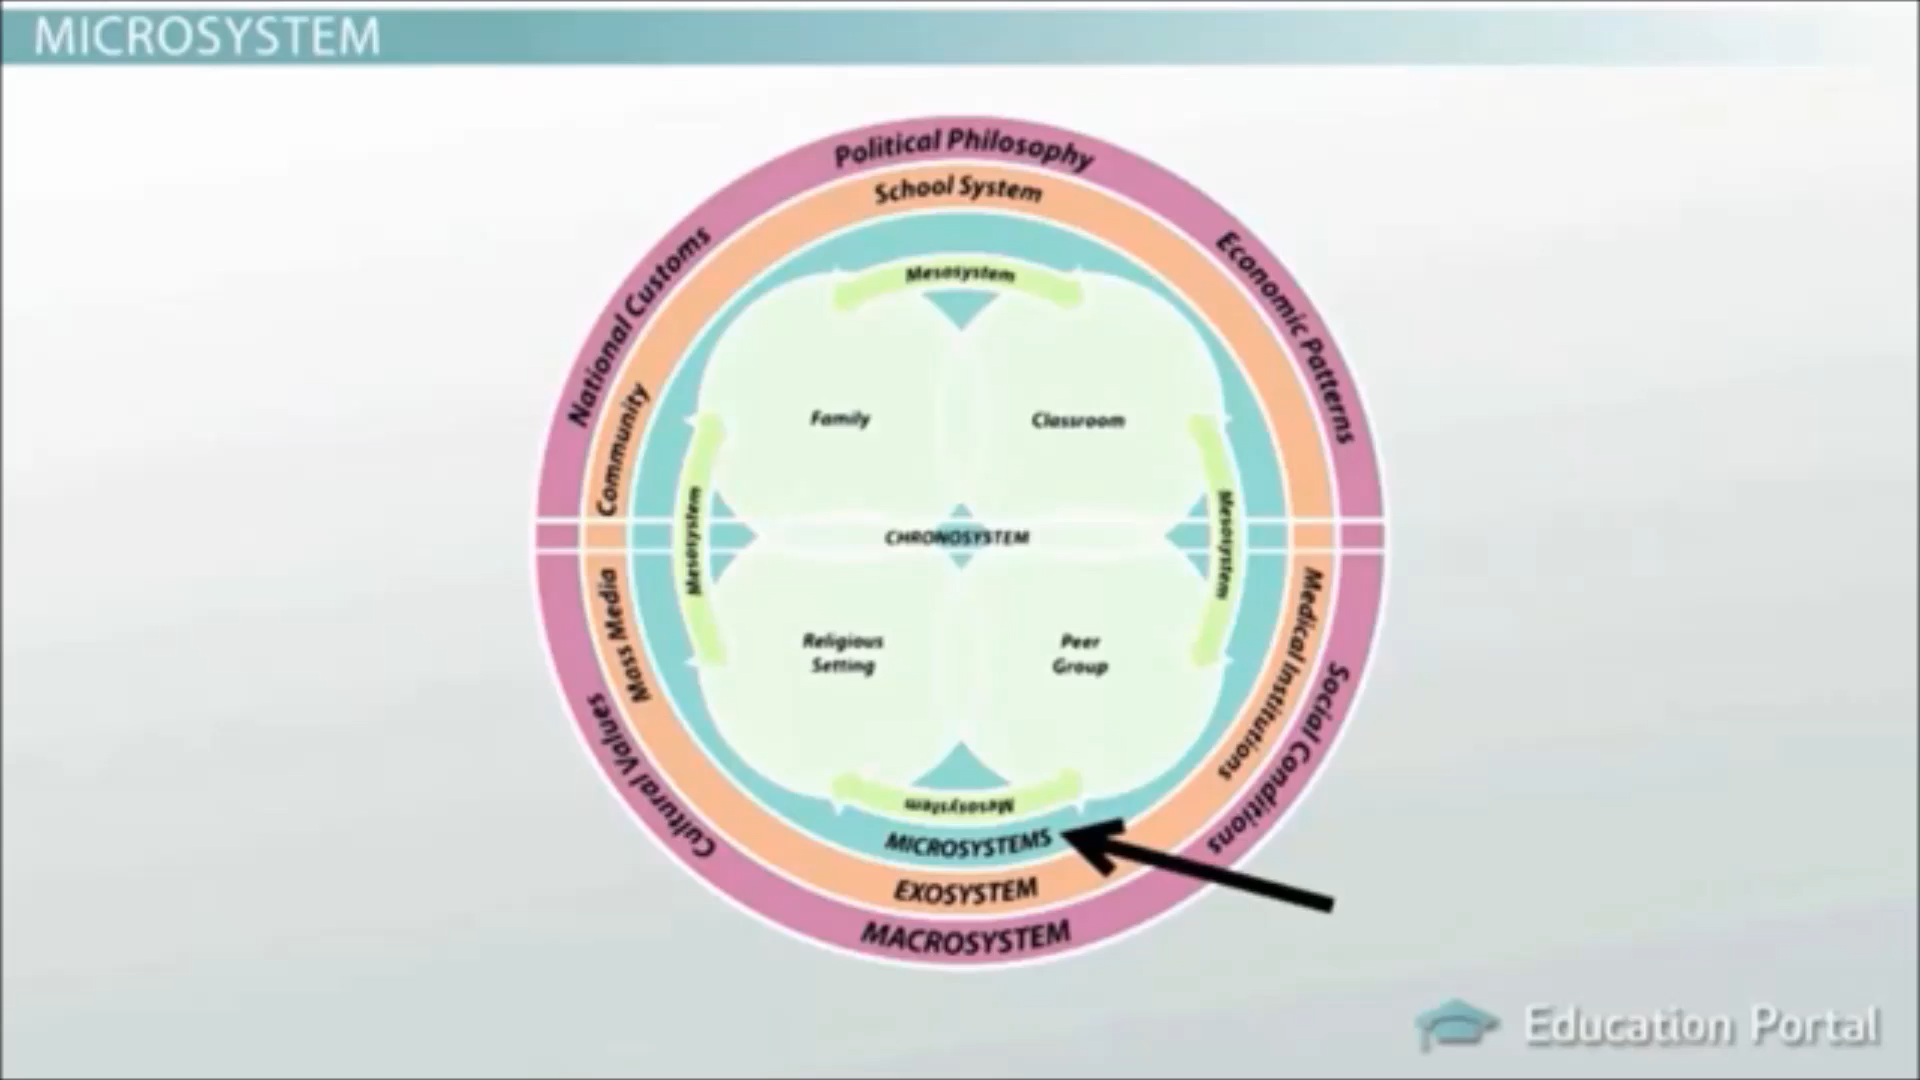 MICROSYSTEM
Political Philosophy
School System
National Customs
Economic Patterns
Mesosystem
Community
Family
Classroom
Mesosystem
Mesosystem
CHRONOSYSTEM
Mass Media
Medical Institutions
Religious
Setting
Peer
Group
Cultural Values
Social Conditions
Mesosystem
MICROSYSTEMS
EXOSYSTEM
MACROSYSTEM
Education Portal